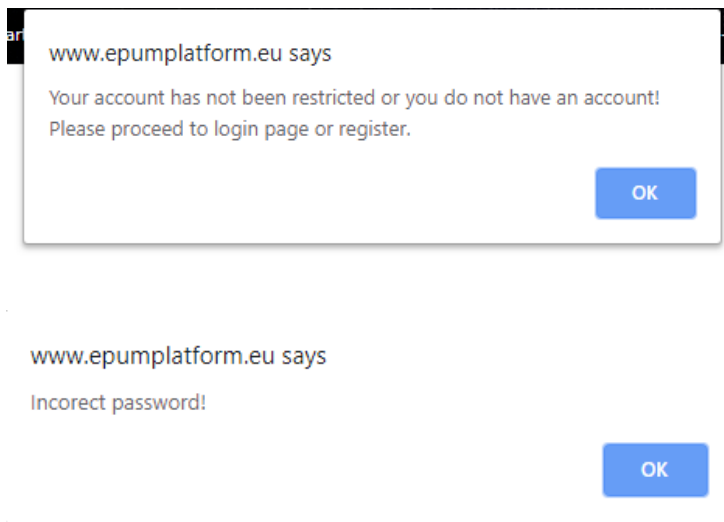 ar
www.epumplatform.eu says
Your account has not been restricted or you do not have an account!
Please proceed to login page or register.
OK
www.epumplatform.eu says
Incorect password!
OK